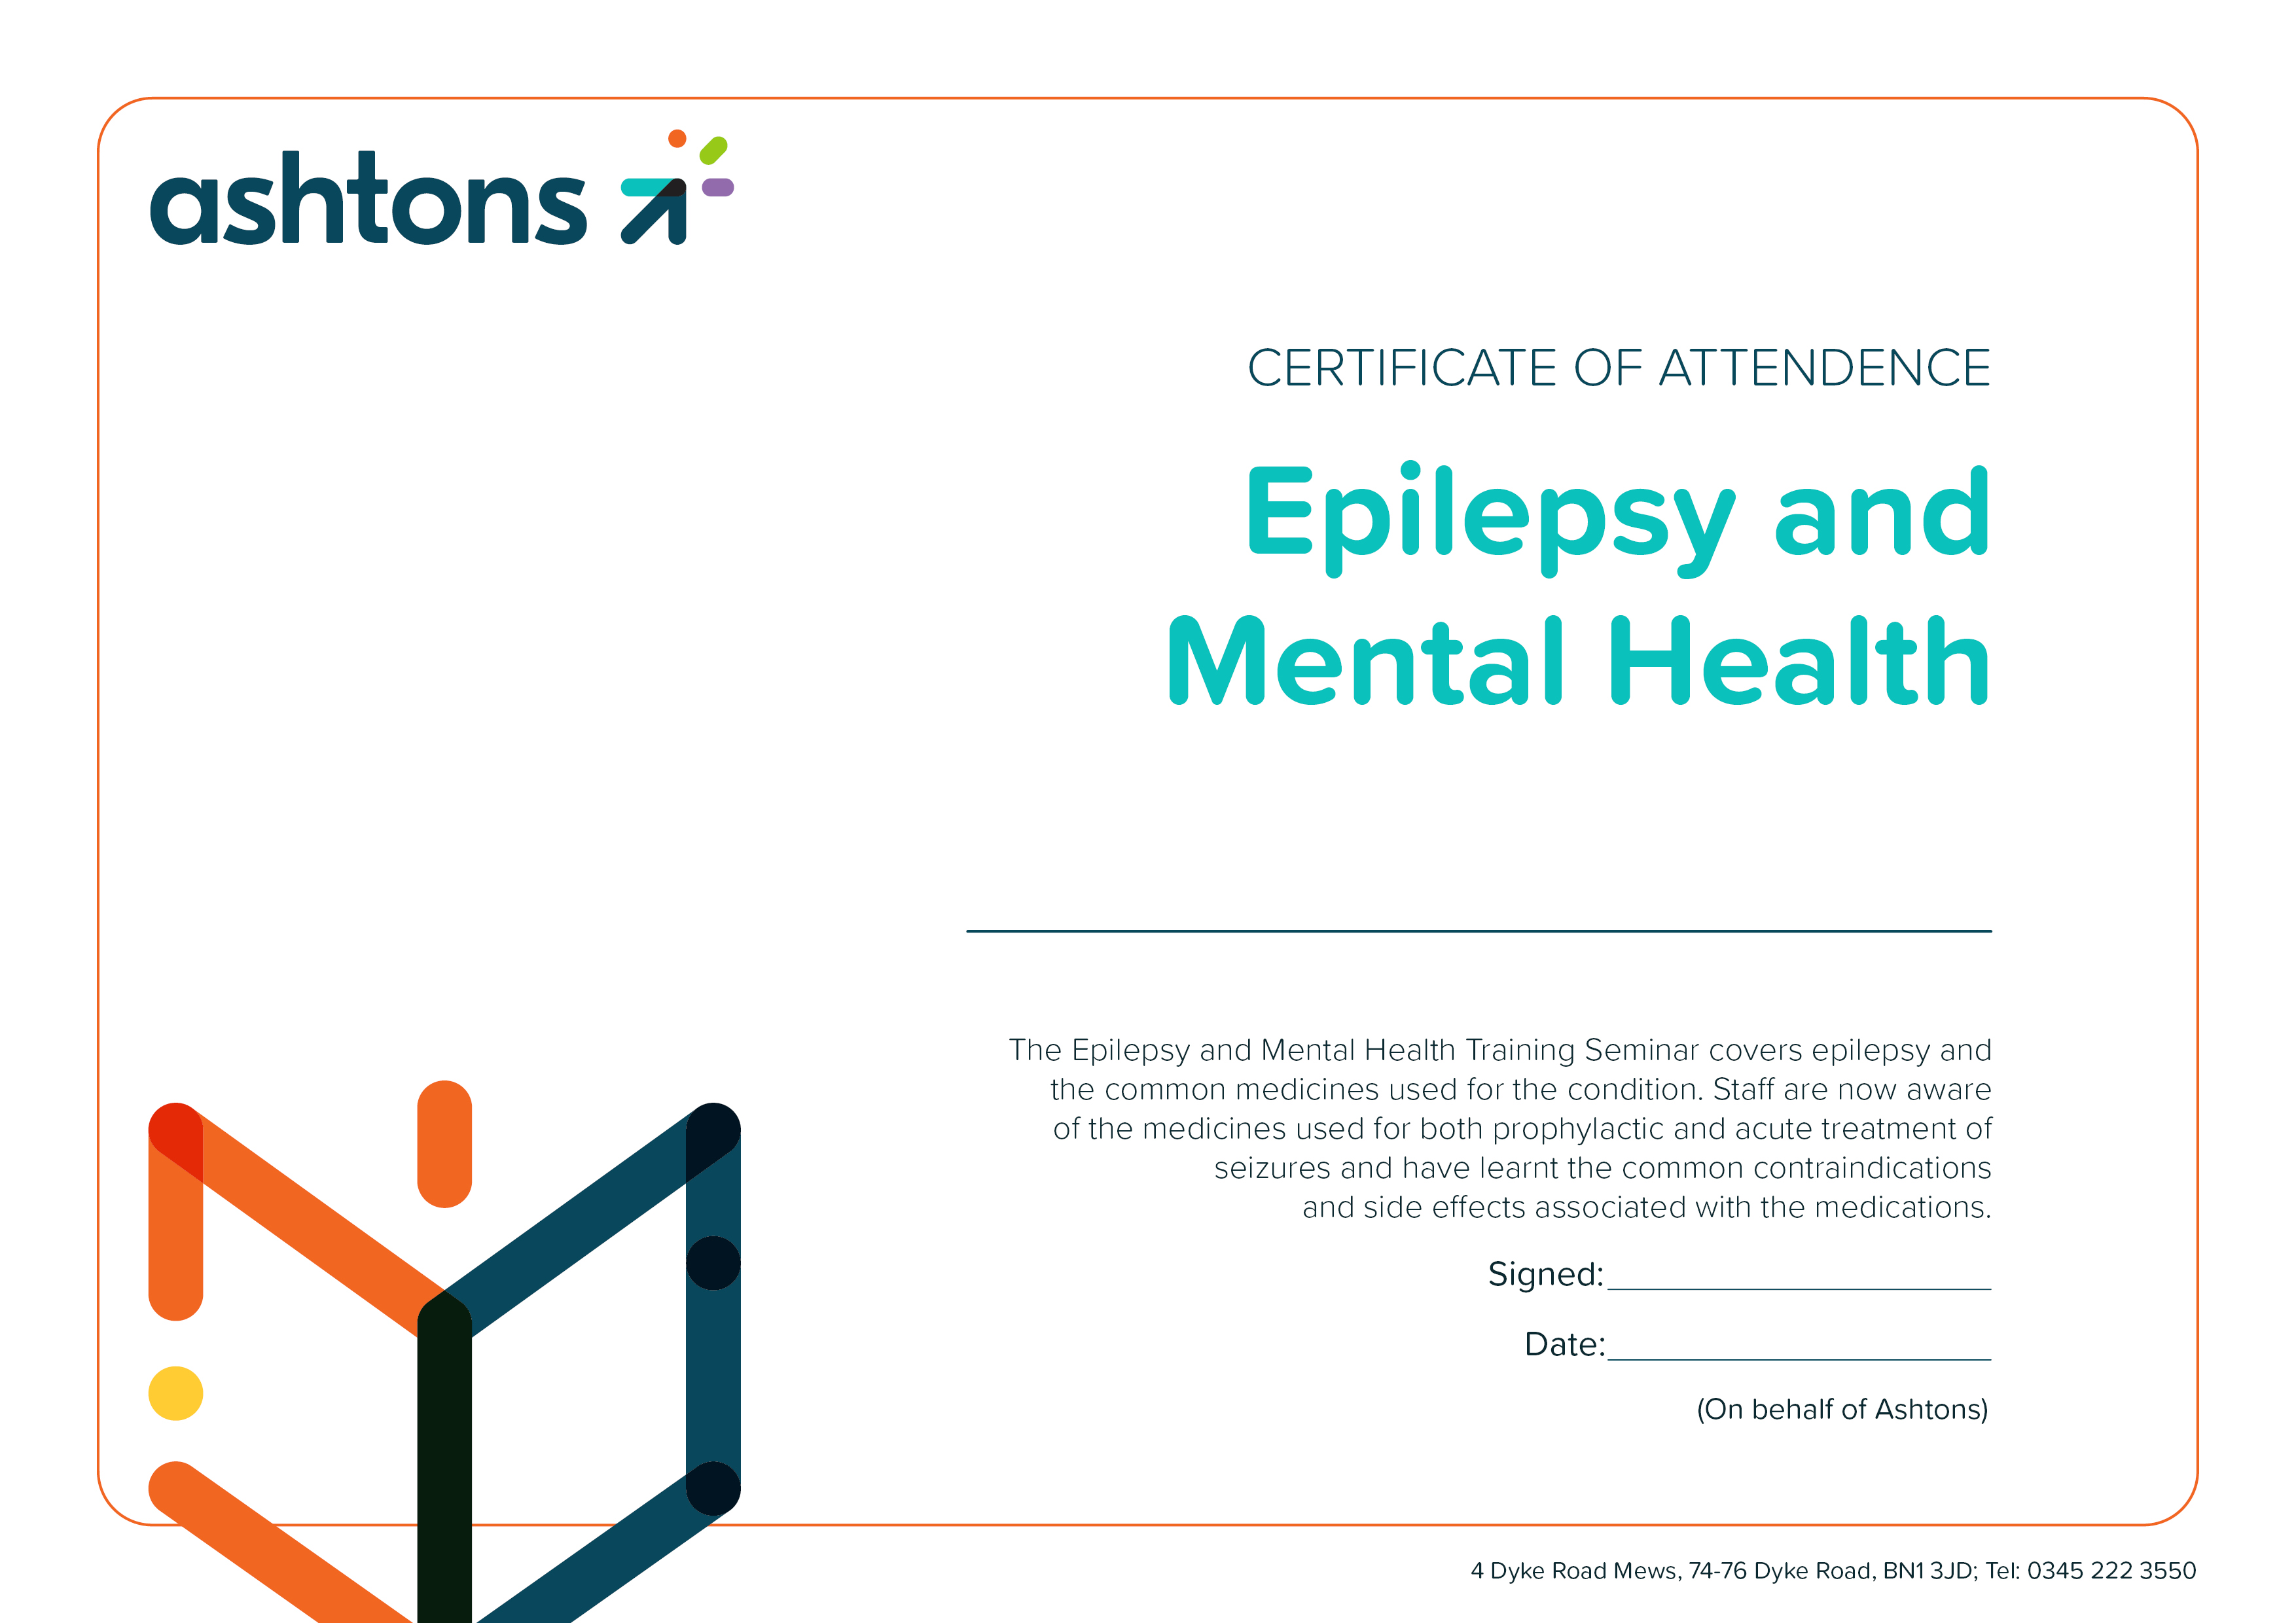 ashtons
CERTIFICATE OF ATTENDENCE
Epilepsy and
Mental Health
The Epilepsy and Mental Health Training Seminar covers epilepsy and
the common medicines used for the condition. Staff are now aware
of the medicines used for both prophylactic and acute treatment of
seizures and have learnt the common contraindications
and side effects associated with the medications.
Signed:
Date:
(On behalf of Ashtons)
4 Dyke Road Mews, 74-76 Dyke Road, BN1 3JD; Tel: 0345 222 3550